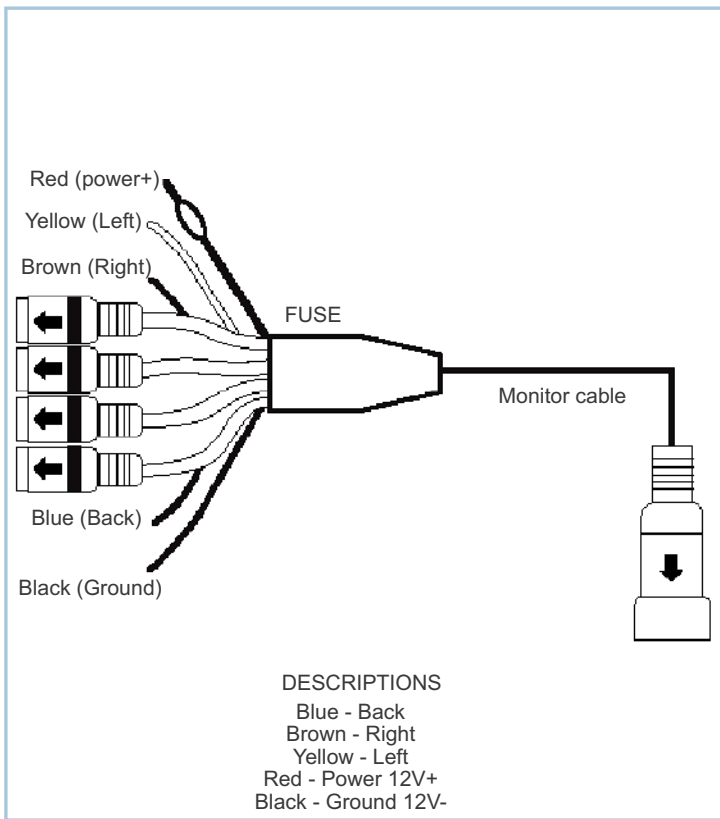 Red (power+)
Yellow (Left)
Brown (Right)
FUSE
Monitor cable
Blue (Back)
Black (Ground)
DESCRIPTIONS
Blue - Back
Brown - Right
Yellow - Left
Red - Power 12V+
Black - Ground 12V-